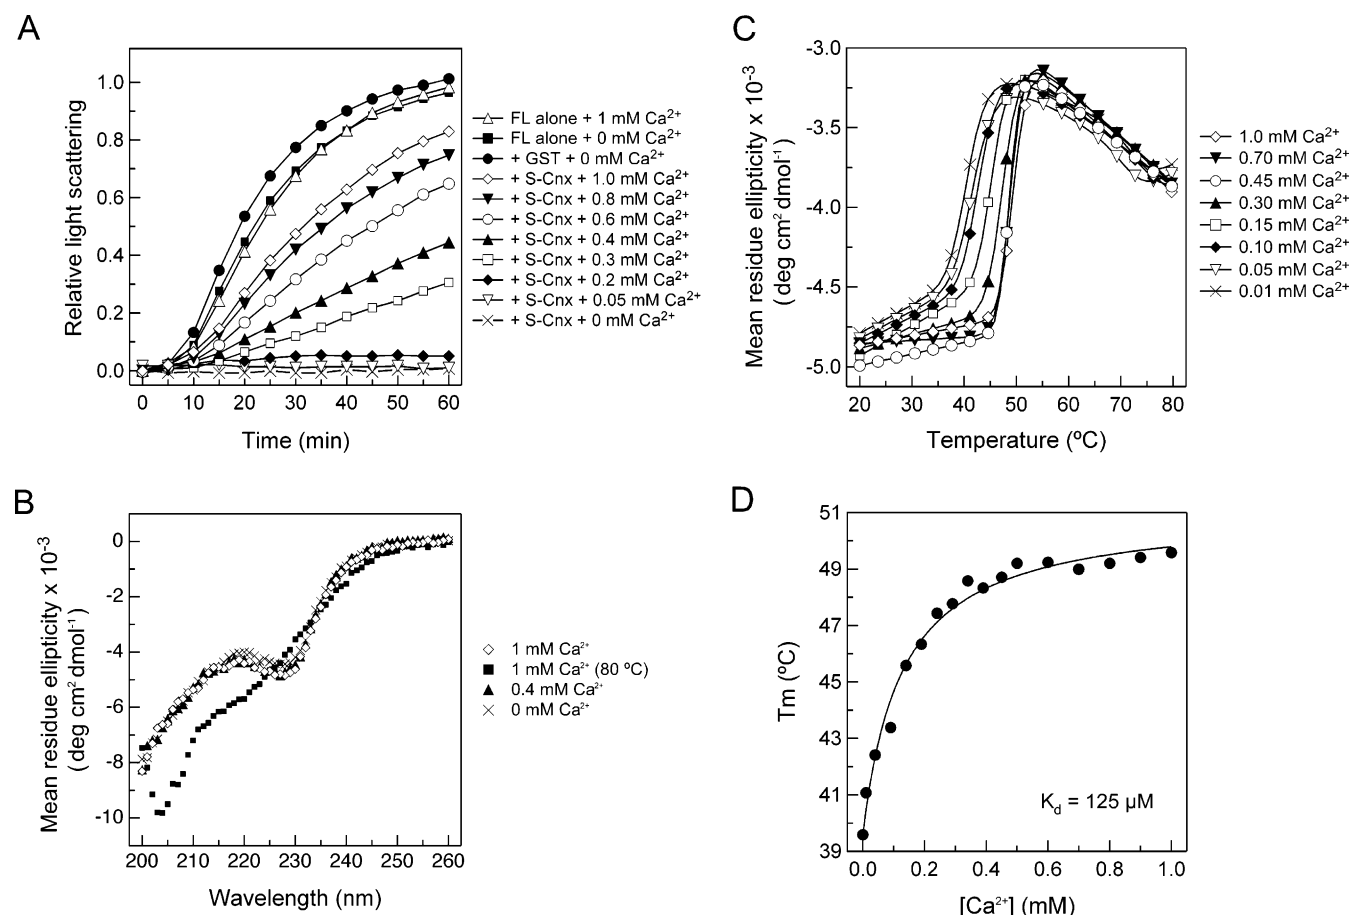 A
Relative light scattering
1.0
0.8
0.6
0.4
0.2
0.0
0 10 20 30 40 50 60
Time (min)
FL alone + 1 mM Ca²⁺
FL alone + 0 mM Ca²⁺
+ GST + 0 mM Ca²⁺
+ S-Cnx + 1.0 mM Ca²⁺
+ S-Cnx + 0.8 mM Ca²⁺
+ S-Cnx + 0.6 mM Ca²⁺
+ S-Cnx + 0.4 mM Ca²⁺
+ S-Cnx + 0.3 mM Ca²⁺
+ S-Cnx + 0.2 mM Ca²⁺
+ S-Cnx + 0.05 mM Ca²⁺
+ S-Cnx + 0 mM Ca²⁺
B
Mean residue ellipticity x 10⁻³
( deg cm² dmol⁻¹ )
0
-2
-4
-6
-8
-10
200 210 220 230 240 250 260
Wavelength (nm)
1 mM Ca²⁺
1 mM Ca²⁺ (80 ºC)
0.4 mM Ca²⁺
0 mM Ca²⁺
C
Mean residue ellipticity x 10⁻³
( deg cm² dmol⁻¹ )
-3.0
-3.5
-4.0
-4.5
-5.0
20 30 40 50 60 70 80
Temperature (ºC)
1.0 mM Ca²⁺
0.70 mM Ca²⁺
0.45 mM Ca²⁺
0.30 mM Ca²⁺
0.15 mM Ca²⁺
0.10 mM Ca²⁺
0.05 mM Ca²⁺
0.01 mM Ca²⁺
D
Tm (ºC)
51
49
47
45
43
41
39
K_d = 125 µM
0.0 0.2 0.4 0.6 0.8 1.0
[Ca²⁺] (mM)